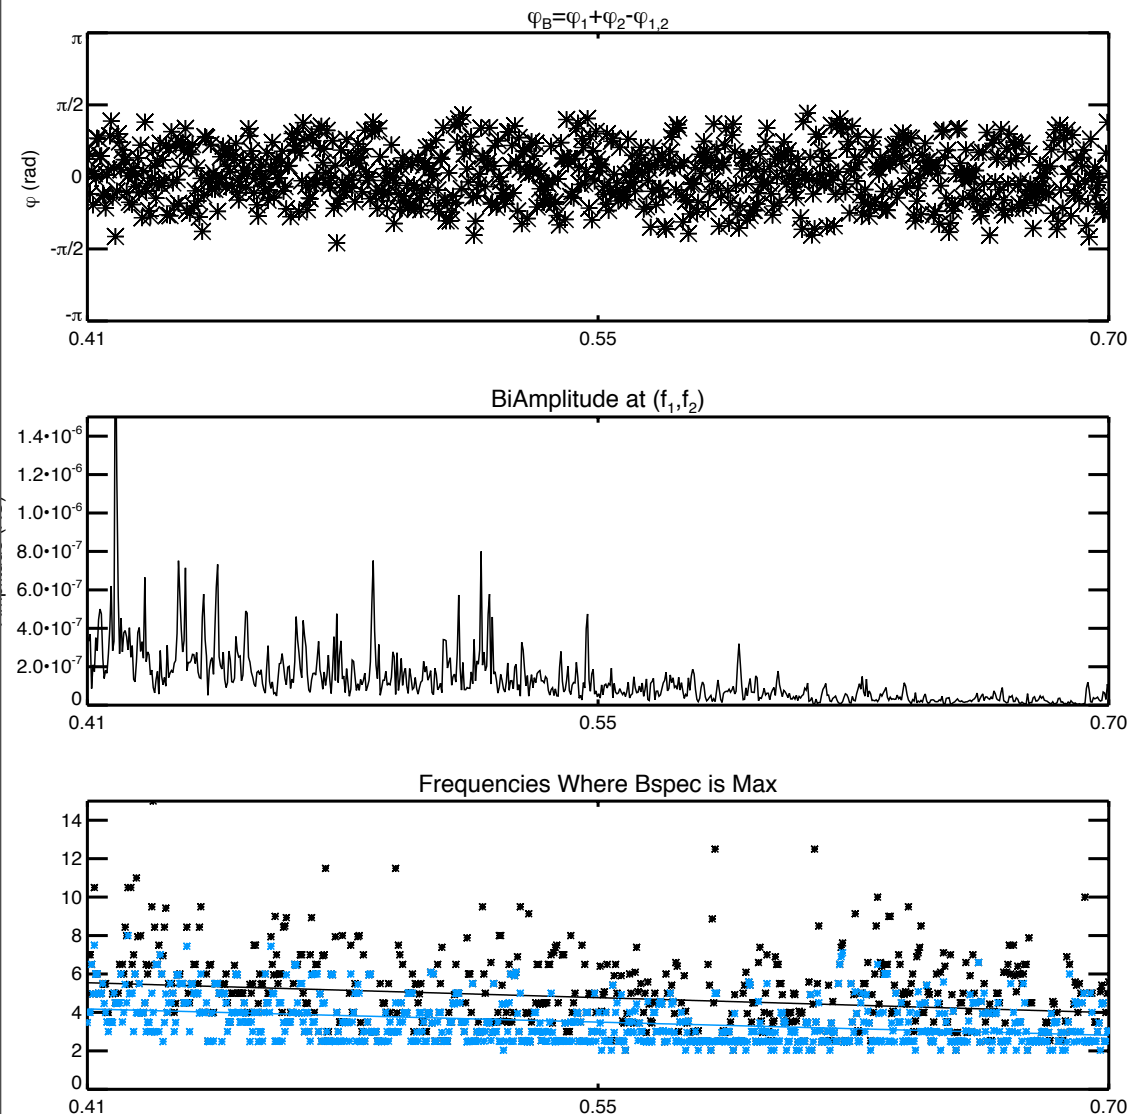 φB=φ1+φ2-φ1,2
π
π/2
0
-π/2
-π
φ (rad)
0.41 0.55 0.70
BiAmplitude at (f1,f2)
1.4•10-6
1.2•10-6
1.0•10-6
8.0•10-7
6.0•10-7
4.0•10-7
2.0•10-7
0
0.41 0.55 0.70
Frequencies Where Bspec is Max
14
12
10
8
6
4
2
0
0.41 0.55 0.70